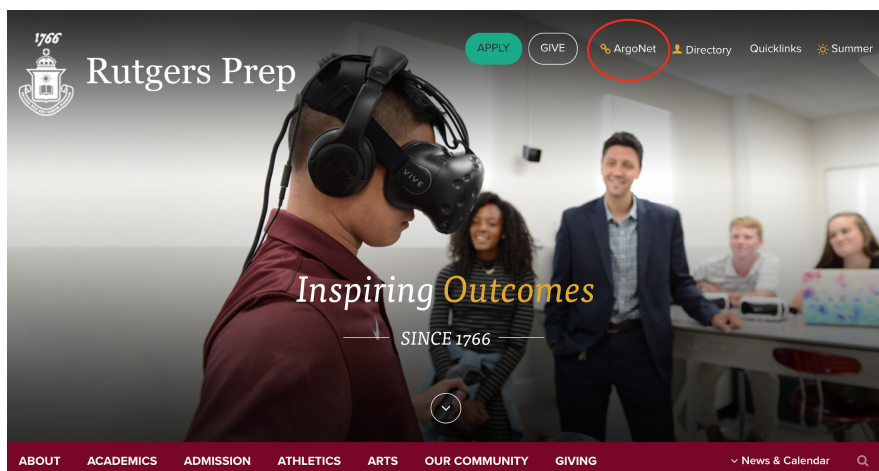 1766
Rutgers Prep
APPLY
GIVE
ArgoNet
Directory
Quicklinks
Summer
VIVE
Inspiring Outcomes
SINCE 1766
ABOUT
ACADEMICS
ADMISSION
ATHLETICS
ARTS
OUR COMMUNITY
GIVING
News & Calendar